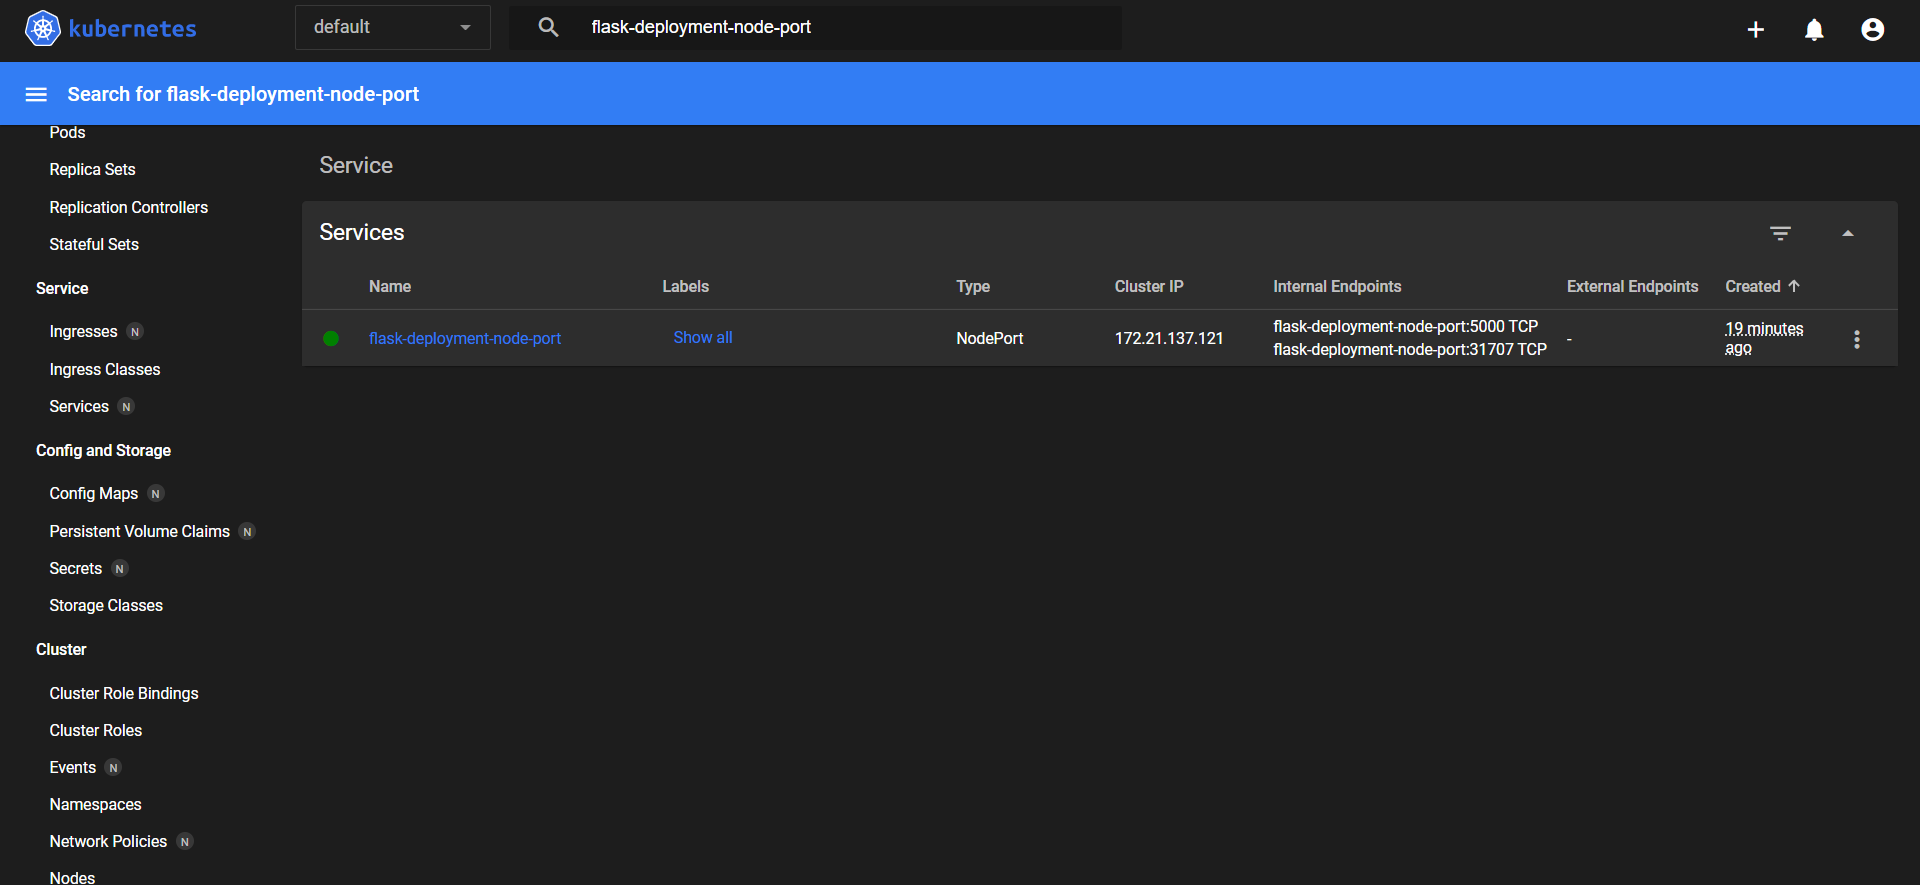 kubernetes
default
flask-deployment-node-port
Search for flask-deployment-node-port
Pods
Replica Sets
Replication Controllers
Stateful Sets
Service
Ingresses N
Ingress Classes
Services N
Config and Storage
Config Maps N
Persistent Volume Claims N
Secrets N
Storage Classes
Cluster
Cluster Role Bindings
Cluster Roles
Events N
Namespaces
Network Policies N
Nodes
Service
Services
Name Labels Type Cluster IP Internal Endpoints External Endpoints Created
flask-deployment-node-port Show all NodePort 172.21.137.121 flask-deployment-node-port:5000 TCP
flask-deployment-node-port:31707 TCP - 19 minutes
ago